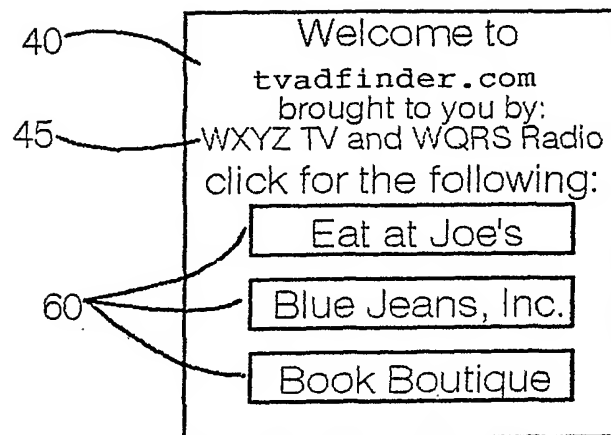 40
Welcome to
tvadfinder.com
brought to you by:
45
WXYZ TV and WQRS Radio
click for the following:
Eat at Joe's
60
Blue Jeans, Inc.
Book Boutique